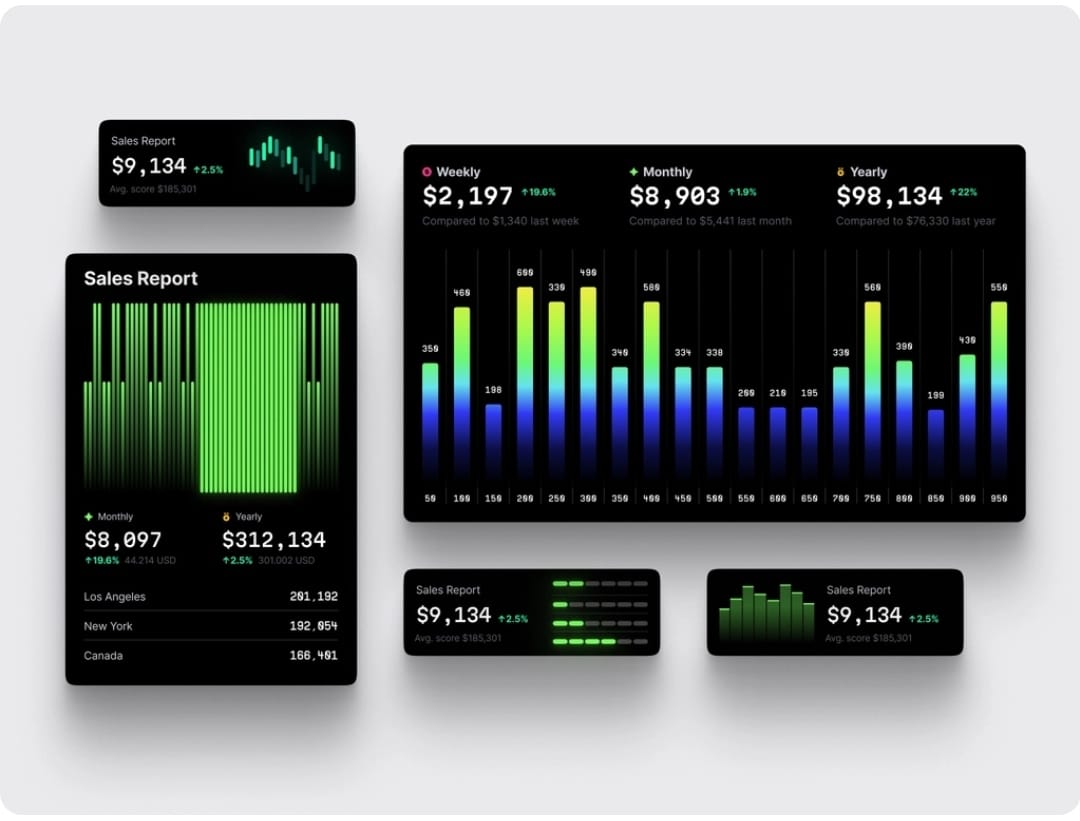 Sales Report
$9,134 ↑2.5%
Avg. score $185,301
Sales Report
Monthly Yearly
$8,097 $312,134
↑19.6% 44.214 USD ↑2.5% 301.002 USD
Los Angeles 201,192
New York 192,054
Canada 166,401
Weekly Monthly Yearly
$2,197 ↑19.6% $8,903 ↑1.9% $98,134 ↑22%
Compared to $1,340 last week Compared to $5,441 last month Compared to $76,330 last year
350 460 198 600 330 490 340 580 334 338 200 210 195 330 560 390 199 430 550
50 100 150 200 250 300 350 400 450 500 550 600 650 700 750 800 850 900 950
Sales Report
$9,134 ↑2.5%
Avg. score $185,301
Sales Report
$9,134 ↑2.5%
Avg. score $185,301